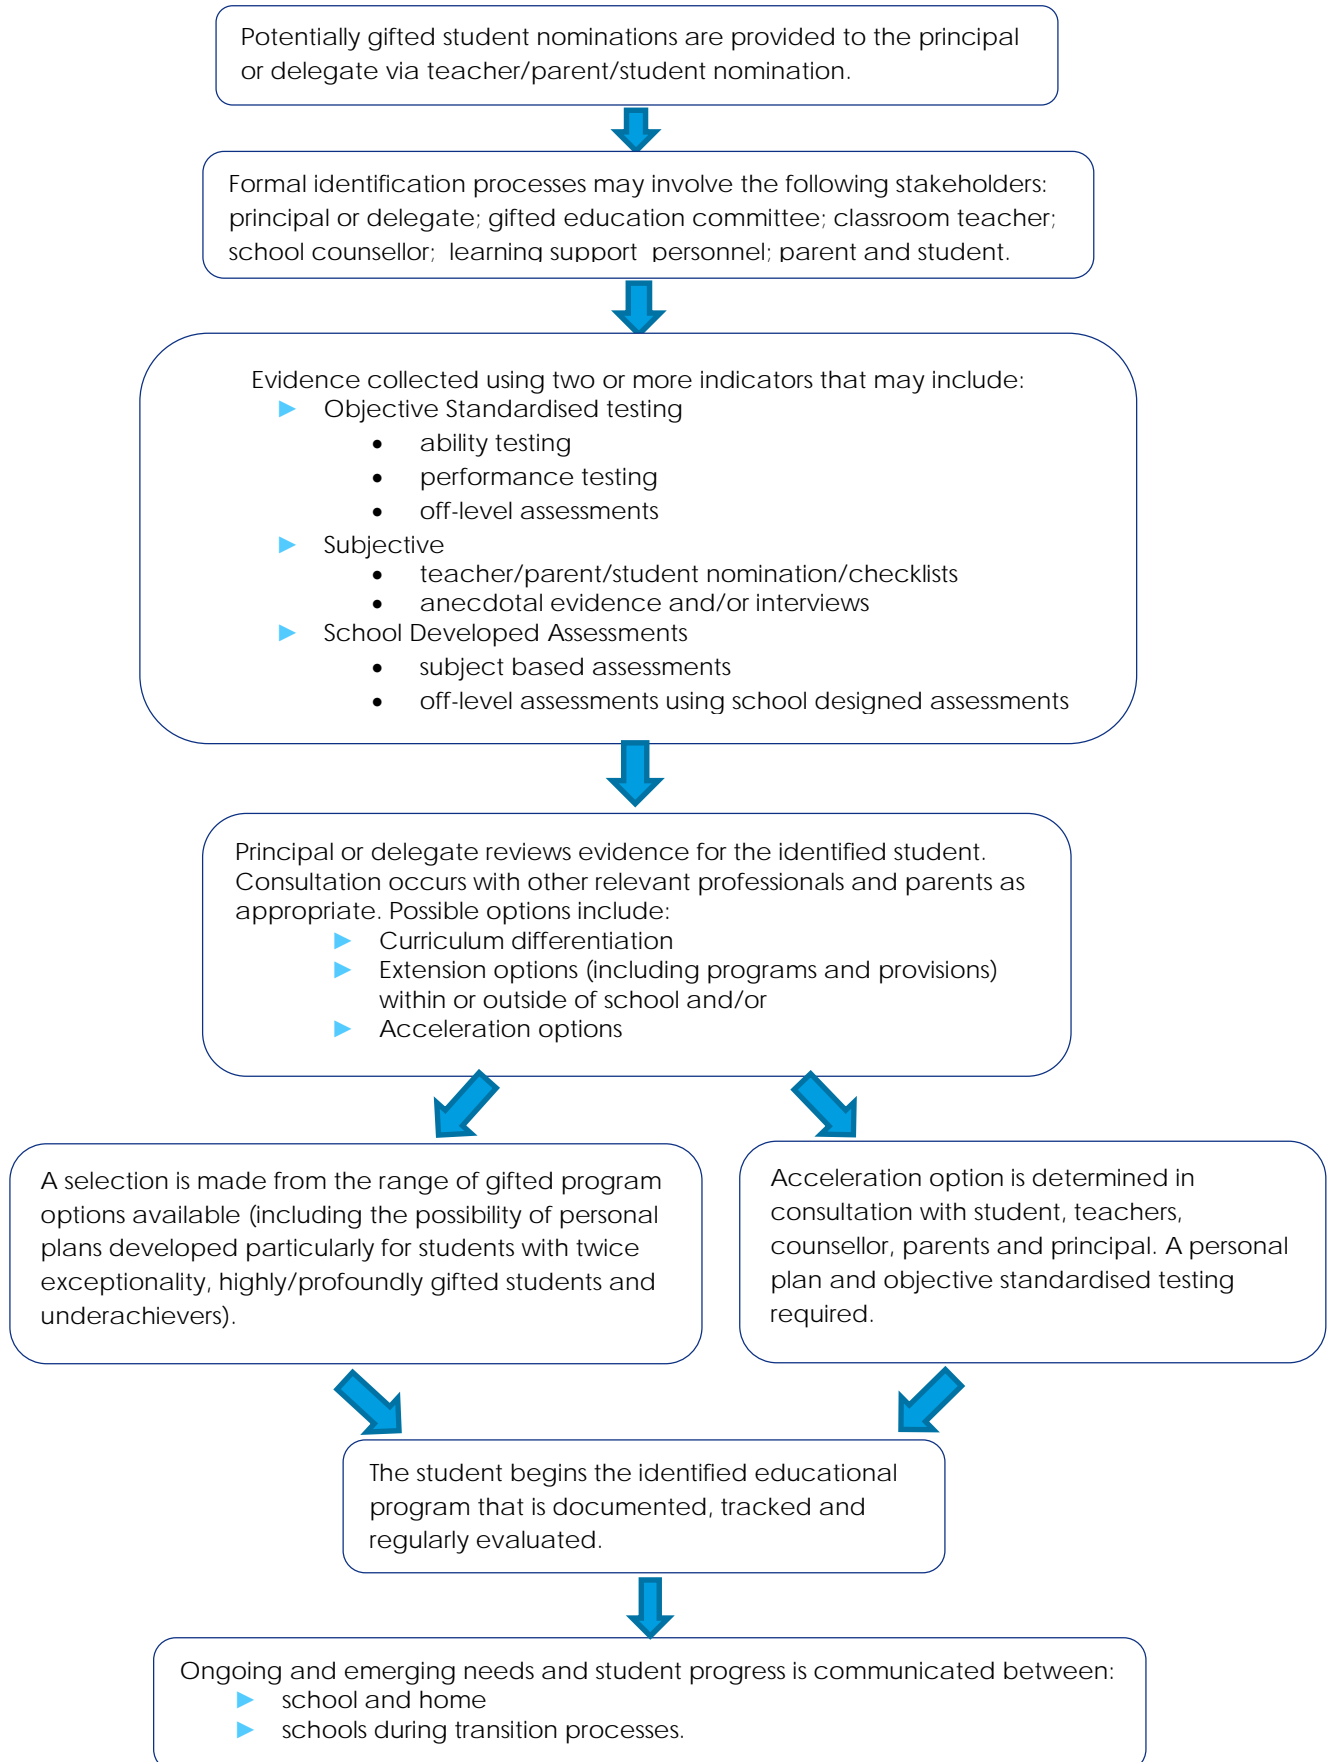 Potentially gifted student nominations are provided to the principal
or delegate via teacher/parent/student nomination.
Formal identification processes may involve the following stakeholders:
principal or delegate; gifted education committee; classroom teacher;
school counsellor; learning support personnel; parent and student.
Evidence collected using two or more indicators that may include:
► Objective Standardised testing
• ability testing
• performance testing
• off-level assessments
► Subjective
• teacher/parent/student nomination/checklists
• anecdotal evidence and/or interviews
► School Developed Assessments
• subject based assessments
• off-level assessments using school designed assessments
Principal or delegate reviews evidence for the identified student.
Consultation occurs with other relevant professionals and parents as
appropriate. Possible options include:
► Curriculum differentiation
► Extension options (including programs and provisions)
within or outside of school and/or
► Acceleration options
A selection is made from the range of gifted program
options available (including the possibility of personal
plans developed particularly for students with twice
exceptionality, highly/profoundly gifted students and
underachievers).
Acceleration option is determined in
consultation with student, teachers,
counsellor, parents and principal. A personal
plan and objective standardised testing
required.
The student begins the identified educational
program that is documented, tracked and
regularly evaluated.
Ongoing and emerging needs and student progress is communicated between:
► school and home
► schools during transition processes.